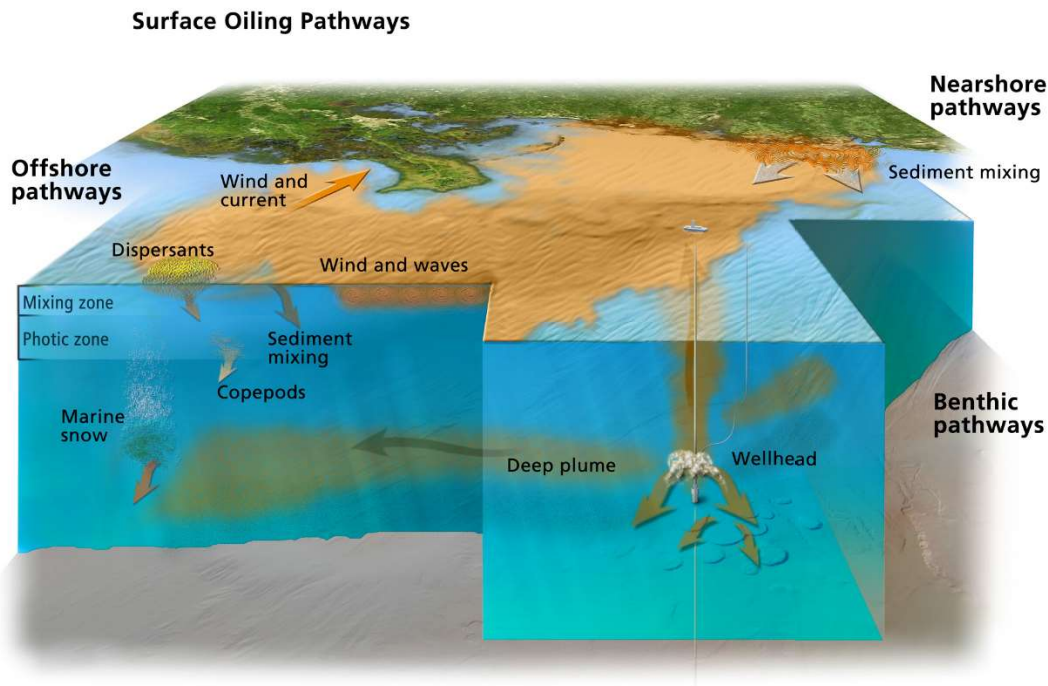 Surface Oiling Pathways
Nearshore
pathways
Offshore
pathways
Wind and
current
Sediment mixing
Dispersants
Wind and waves
Mixing zone
Photic zone
Sediment
mixing
Copepods
Marine
snow
Benthic
pathways
Deep plume
Wellhead